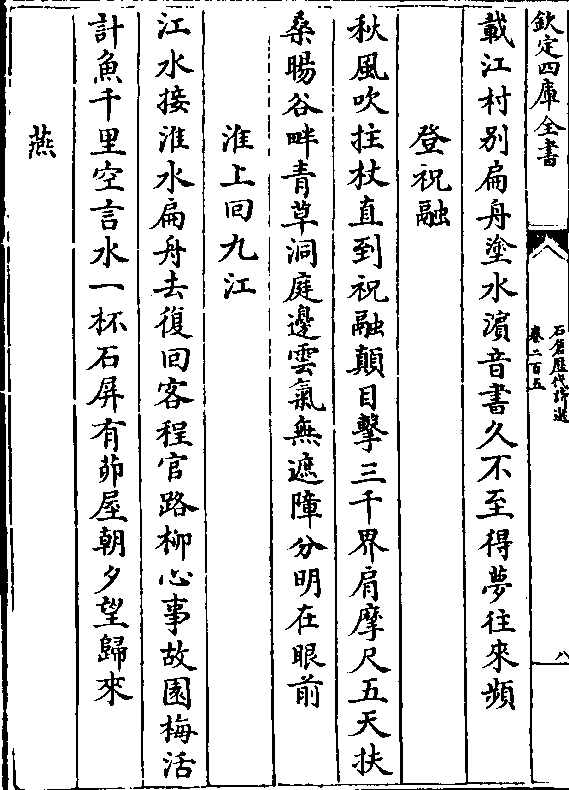 欽定四庫全書
石倉歷代詩選
卷二百五
八
載江村別扁舟塗水濵音書久不至得夢往來頻
登祝融
秋風吹拄杖直到祝融顛目擊三千界肩摩尺五天扶
桑暘谷畔青草洞庭邊雲氣無遮障分明在眼前
淮上回九江
江水接淮水扁舟去復回客程官路柳心事故園梅活
計魚千里空言水一杯石屏有茆屋朝夕望歸來
燕